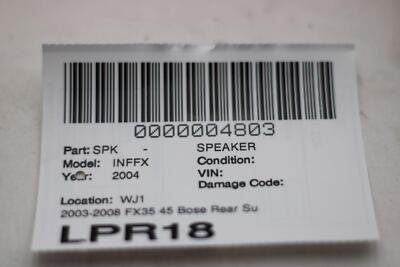 0000004803
Part: SPK - SPEAKER
Model: INFFX Condition:
Year: 2004 VIN:
Damage Code:
Location: WJ1
2003-2008 FX35 45 Bose Rear Su
LPR18